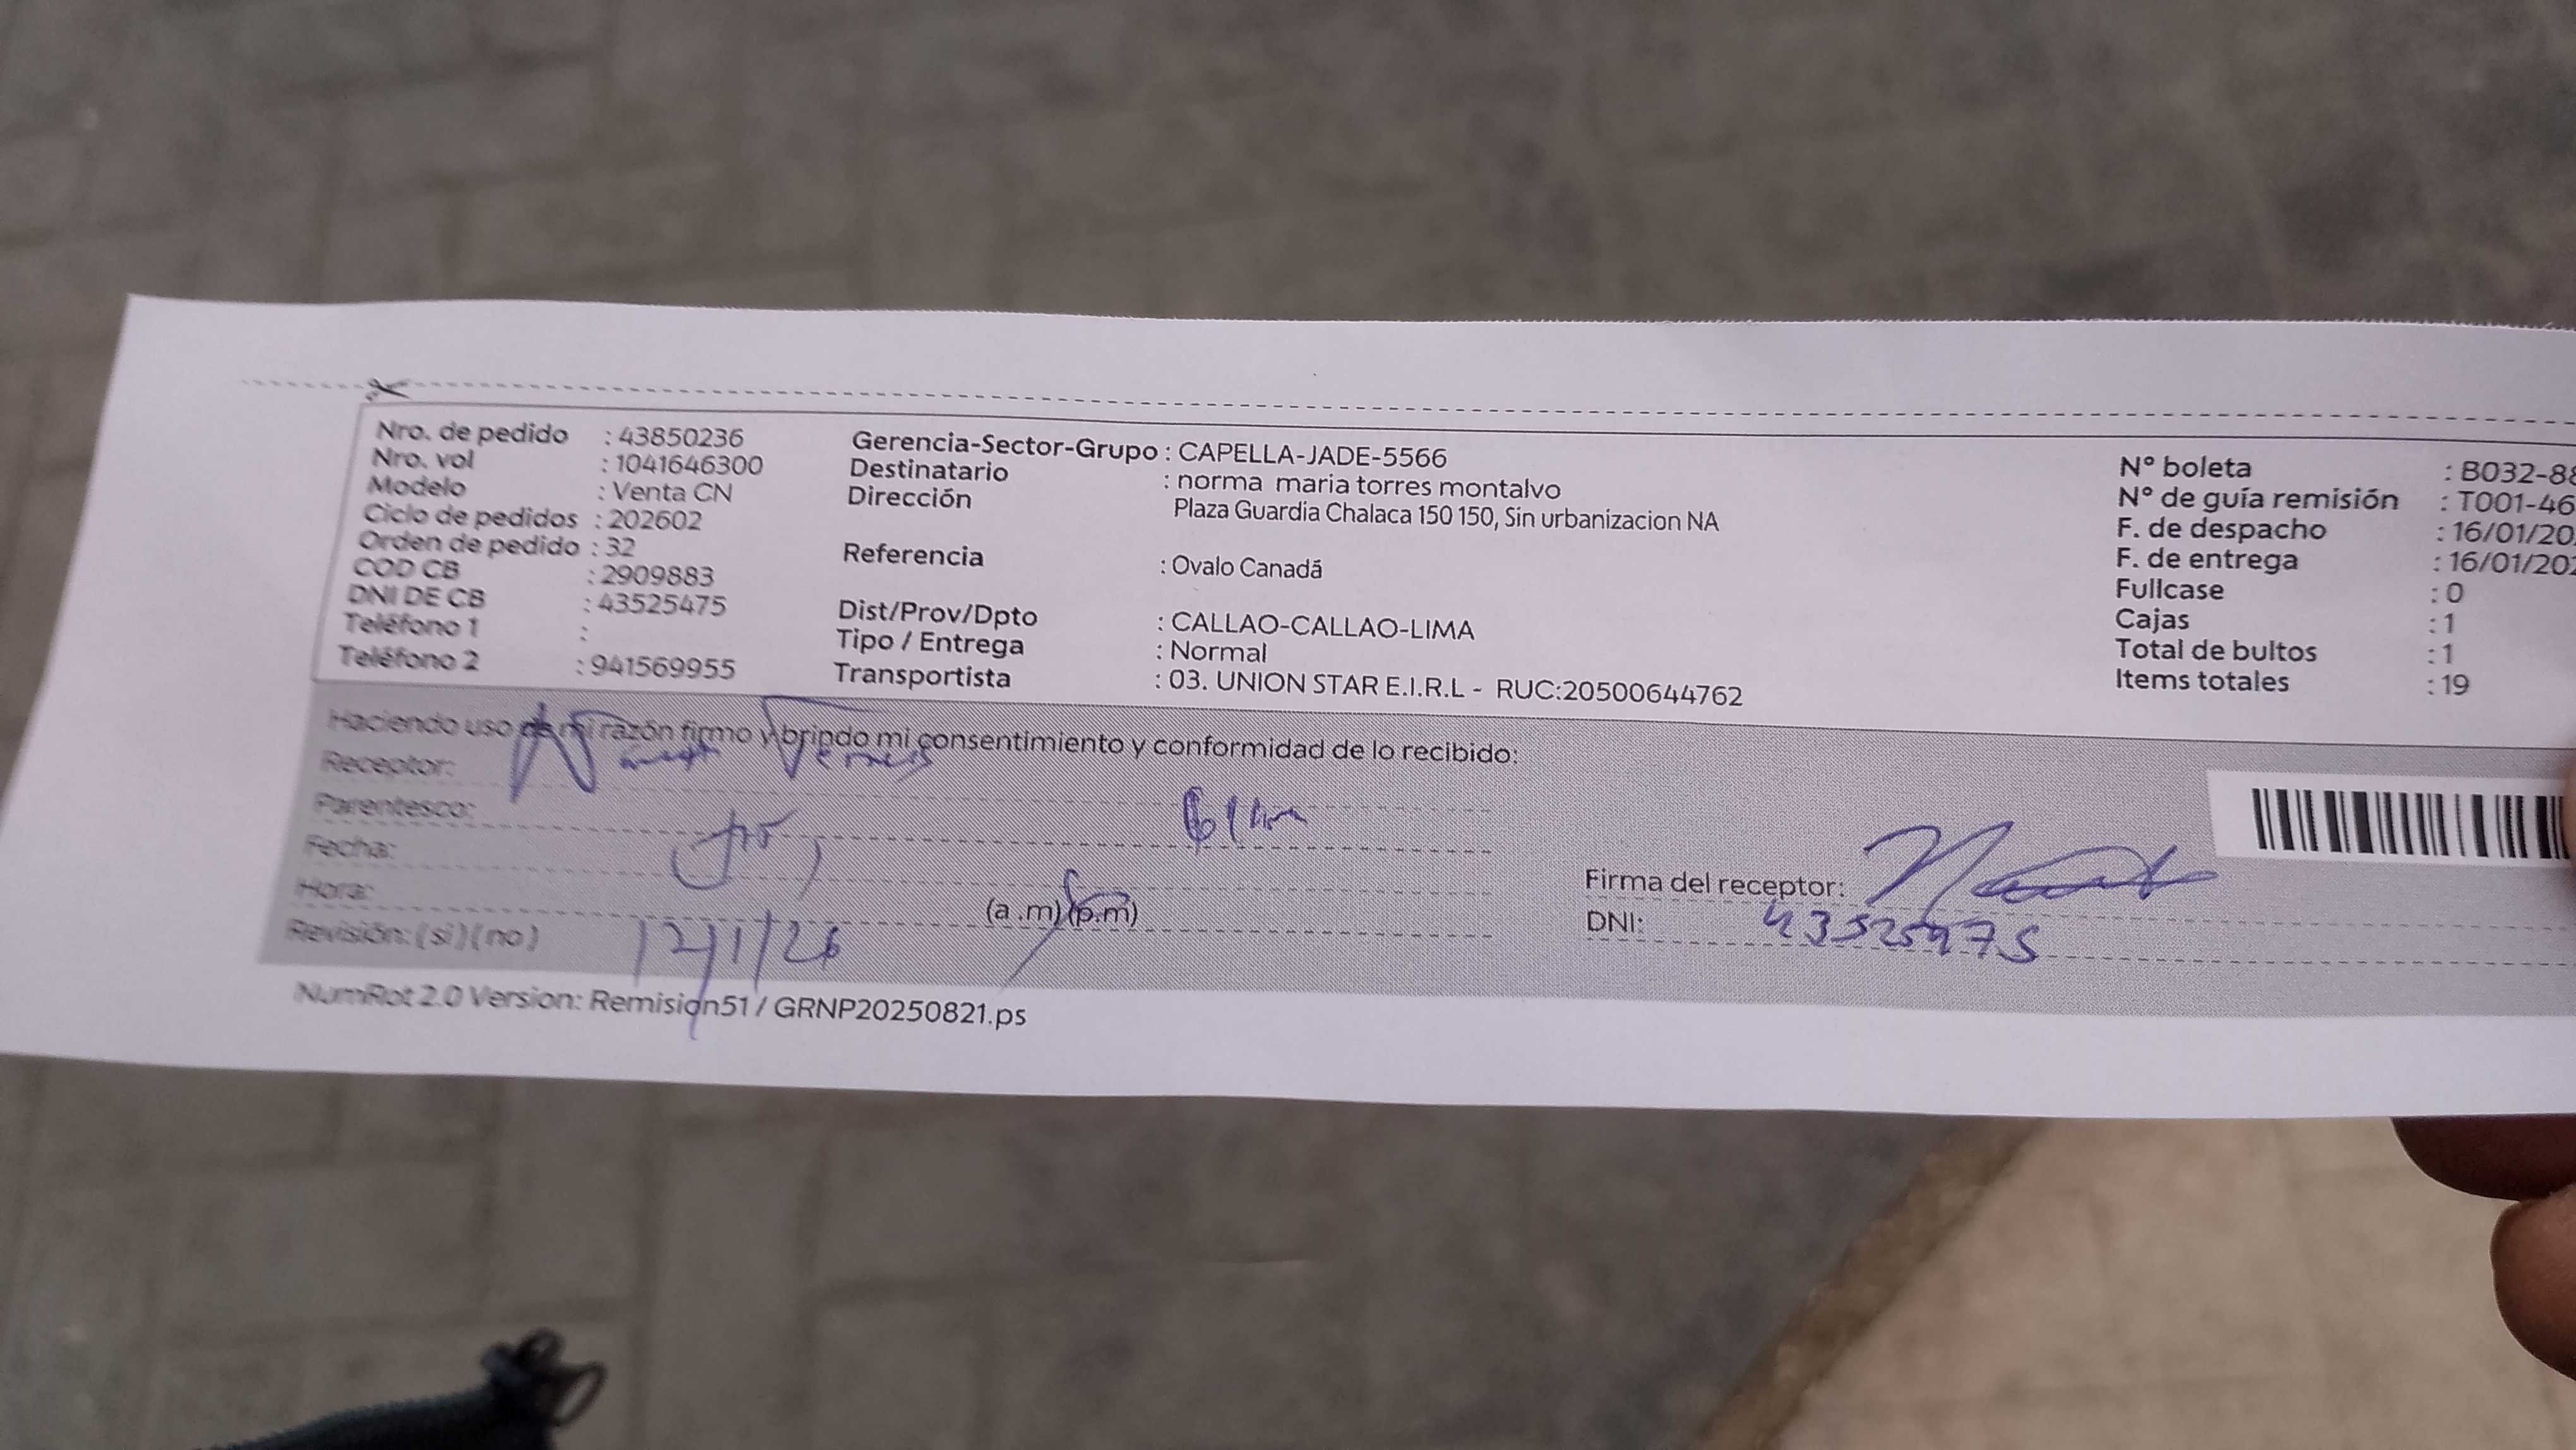 Nro. de pedido : 43850236
Nro. vol : 1041646300
Modelo : Venta CN
Ciclo de pedidos : 202602
Orden de pedido : 32
COD CB : 2909883
DNI DE CB : 43525475
Teléfono 1 :
Teléfono 2 : 941569955
Gerencia-Sector-Grupo : CAPELLA-JADE-5566
Destinatario : norma maria torres montalvo
Dirección Plaza Guardia Chalaca 150 150, Sin urbanizacion NA
Referencia : Ovalo Canadá
Dist/Prov/Dpto : CALLAO-CALLAO-LIMA
Tipo / Entrega : Normal
Transportista : 03. UNION STAR E.I.R.L - RUC:20500644762
N° boleta : B032-88
N° de guía remisión : T001-46
F. de despacho : 16/01/20
F. de entrega : 16/01/202
Fullcase : 0
Cajas : 1
Total de bultos : 1
Items totales : 19
Haciendo uso de mi razón firmo y brindo mi consentimiento y conformidad de lo recibido:
Receptor:
Parentesco:
Fecha:
Hora: (a .m) (p.m)
Revisión: ( si ) ( no ) 12/1/26
Firma del receptor:
DNI: 43525475
NumRot 2.0 Version: Remision51 / GRNP20250821.ps